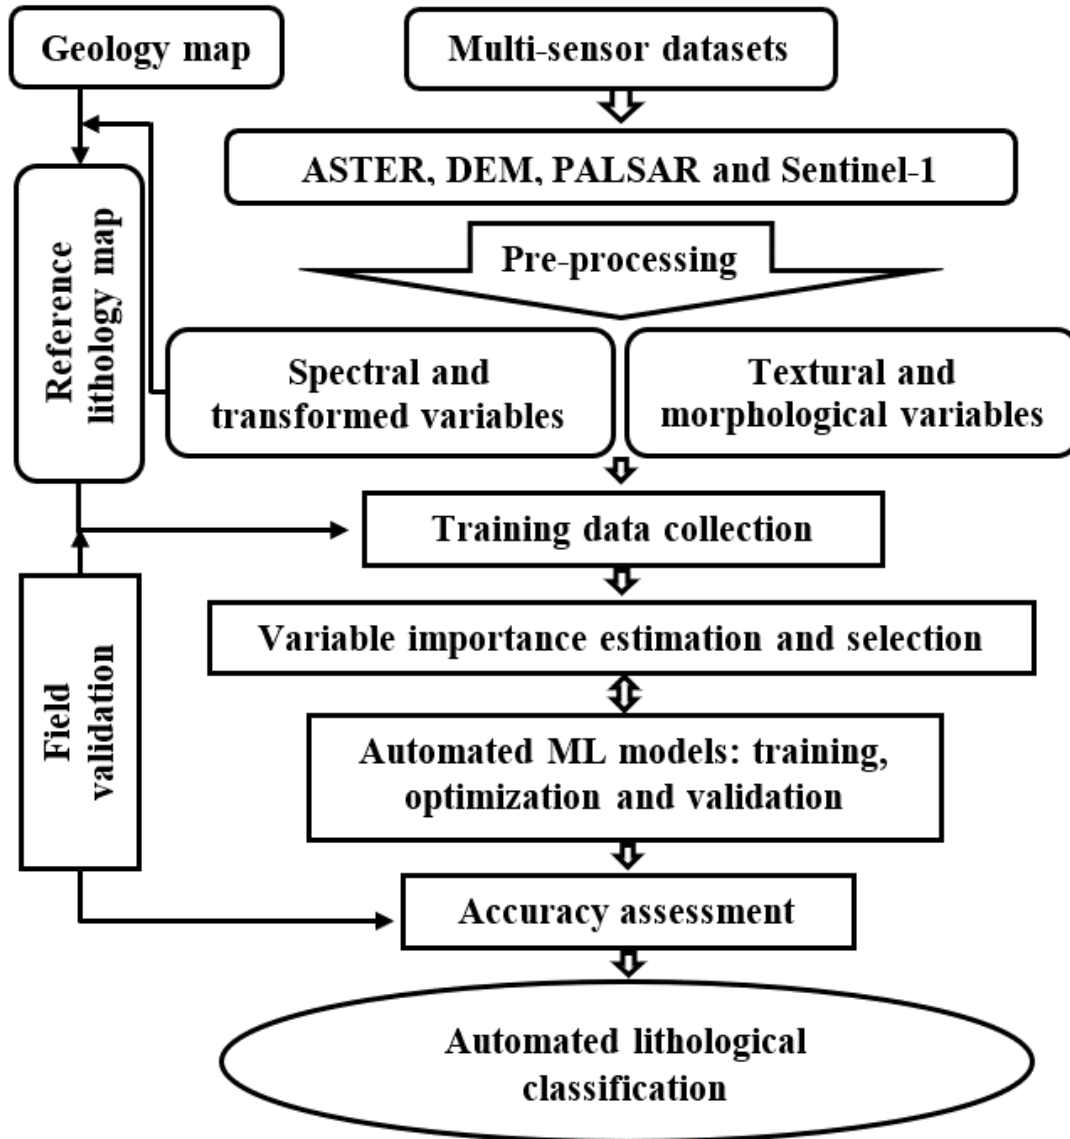 Geology map
Multi-sensor datasets
ASTER, DEM, PALSAR and Sentinel-1
Pre-processing
Reference
lithology map
Spectral and
transformed variables
Textural and
morphological variables
Training data collection
Variable importance estimation and selection
Field
validation
Automated ML models: training,
optimization and validation
Accuracy assessment
Automated lithological
classification